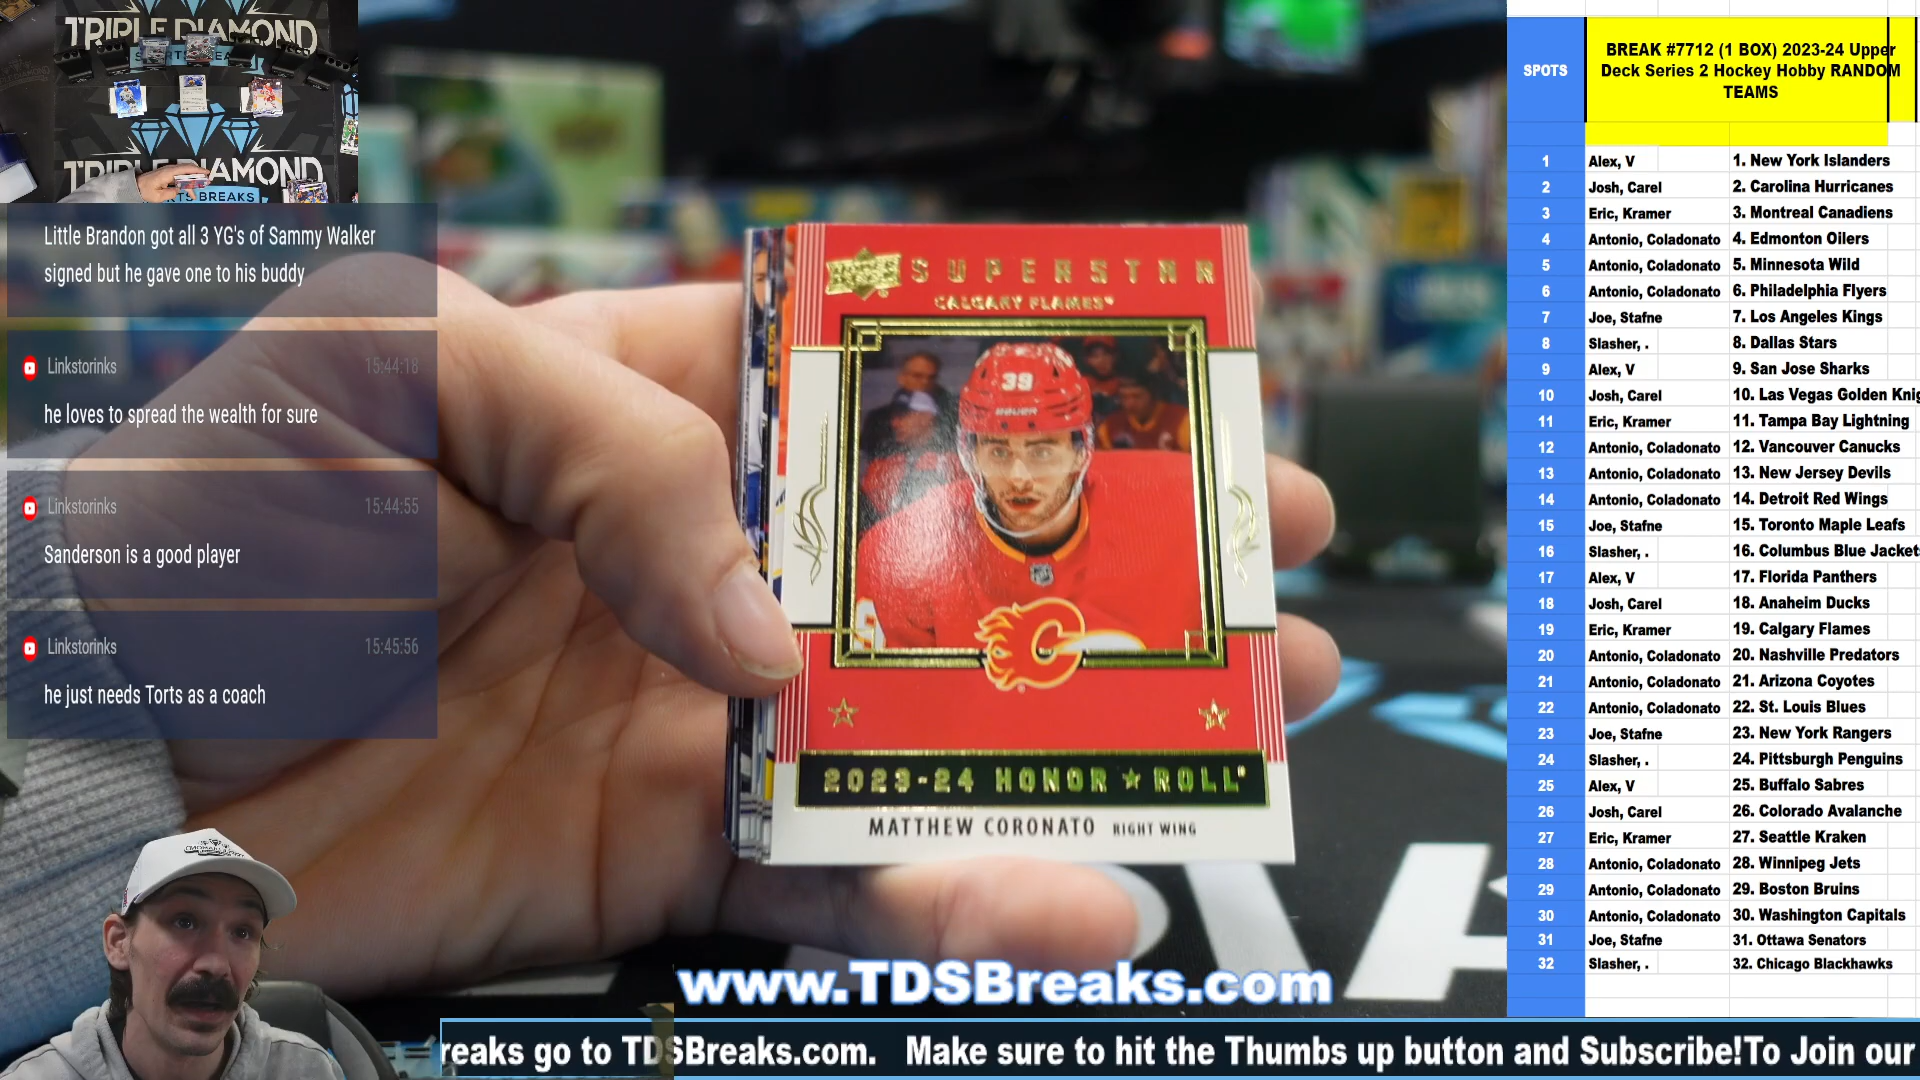 TRIPLE DIAMOND
TRIPLE DIAMOND
TS BREAKS
Little Brandon got all 3 YG's of Sammy Walker
signed but he gave one to his buddy
Linkstorinks 15:44:18
he loves to spread the wealth for sure
Linkstorinks 15:44:55
Sanderson is a good player
Linkstorinks 15:45:56
he just needs Torts as a coach
SUPERSTAR
CALGARY FLAMES
39
BAUER
C
2023-24 HONOR ★ ROLL
MATTHEW CORONATO RIGHT WING
www.TDSBreaks.com
reaks go to TDSBreaks.com. Make sure to hit the Thumbs up button and Subscribe!To Join our
SPOTS
BREAK #7712 (1 BOX) 2023-24 Upper
Deck Series 2 Hockey Hobby RANDOM
TEAMS
1 Alex, V 1. New York Islanders
2 Josh, Carel 2. Carolina Hurricanes
3 Eric, Kramer 3. Montreal Canadiens
4 Antonio, Coladonato 4. Edmonton Oilers
5 Antonio, Coladonato 5. Minnesota Wild
6 Antonio, Coladonato 6. Philadelphia Flyers
7 Joe, Stafne 7. Los Angeles Kings
8 Slasher, . 8. Dallas Stars
9 Alex, V 9. San Jose Sharks
10 Josh, Carel 10. Las Vegas Golden Knig
11 Eric, Kramer 11. Tampa Bay Lightning
12 Antonio, Coladonato 12. Vancouver Canucks
13 Antonio, Coladonato 13. New Jersey Devils
14 Antonio, Coladonato 14. Detroit Red Wings
15 Joe, Stafne 15. Toronto Maple Leafs
16 Slasher, . 16. Columbus Blue Jackets
17 Alex, V 17. Florida Panthers
18 Josh, Carel 18. Anaheim Ducks
19 Eric, Kramer 19. Calgary Flames
20 Antonio, Coladonato 20. Nashville Predators
21 Antonio, Coladonato 21. Arizona Coyotes
22 Antonio, Coladonato 22. St. Louis Blues
23 Joe, Stafne 23. New York Rangers
24 Slasher, . 24. Pittsburgh Penguins
25 Alex, V 25. Buffalo Sabres
26 Josh, Carel 26. Colorado Avalanche
27 Eric, Kramer 27. Seattle Kraken
28 Antonio, Coladonato 28. Winnipeg Jets
29 Antonio, Coladonato 29. Boston Bruins
30 Antonio, Coladonato 30. Washington Capitals
31 Joe, Stafne 31. Ottawa Senators
32 Slasher, . 32. Chicago Blackhawks